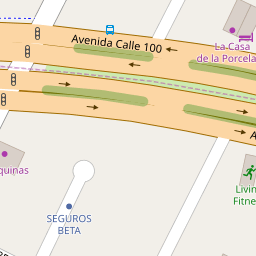 Avenida Calle 100
La Casa
de la Porcela
A
quinas
Livin
Fitne
SEGUROS
BETA